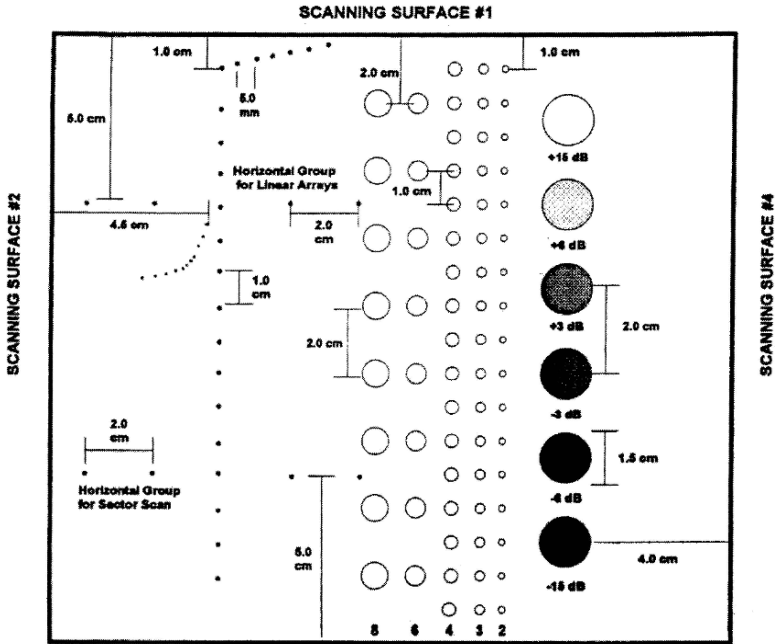 SCANNING SURFACE #1
1.0 cm
2.0 cm
1.0 cm
5.0
mm
5.0 cm
+15 dB
Horizontal Group
for Linear Arrays
1.0 cm
SCANNING SURFACE #2
SCANNING SURFACE #4
4.5 cm
2.0
cm
+6 dB
1.0
cm
+3 dB
2.0 cm
2.0 cm
-3 dB
2.0
cm
1.5 cm
Horizontal Group
for Sector Scan
-6 dB
5.0
cm
4.0 cm
-15 dB
8 6 4 3 2